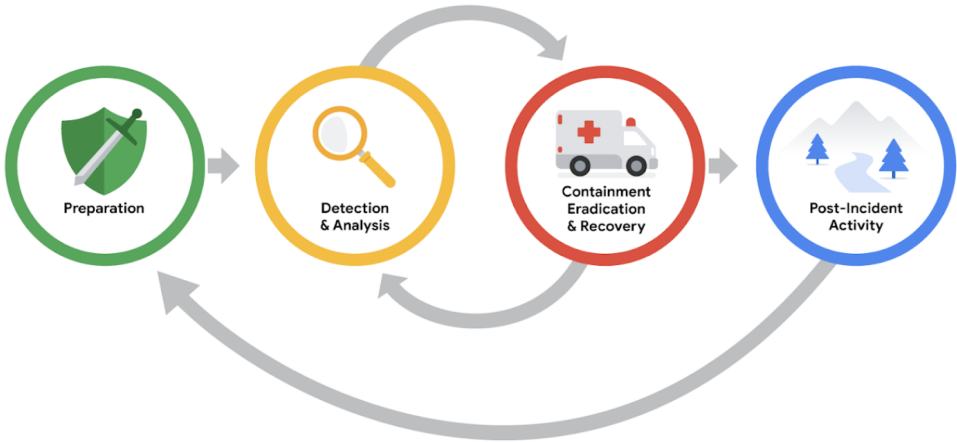 Preparation
Detection
& Analysis
Containment
Eradication
& Recovery
Post-Incident
Activity